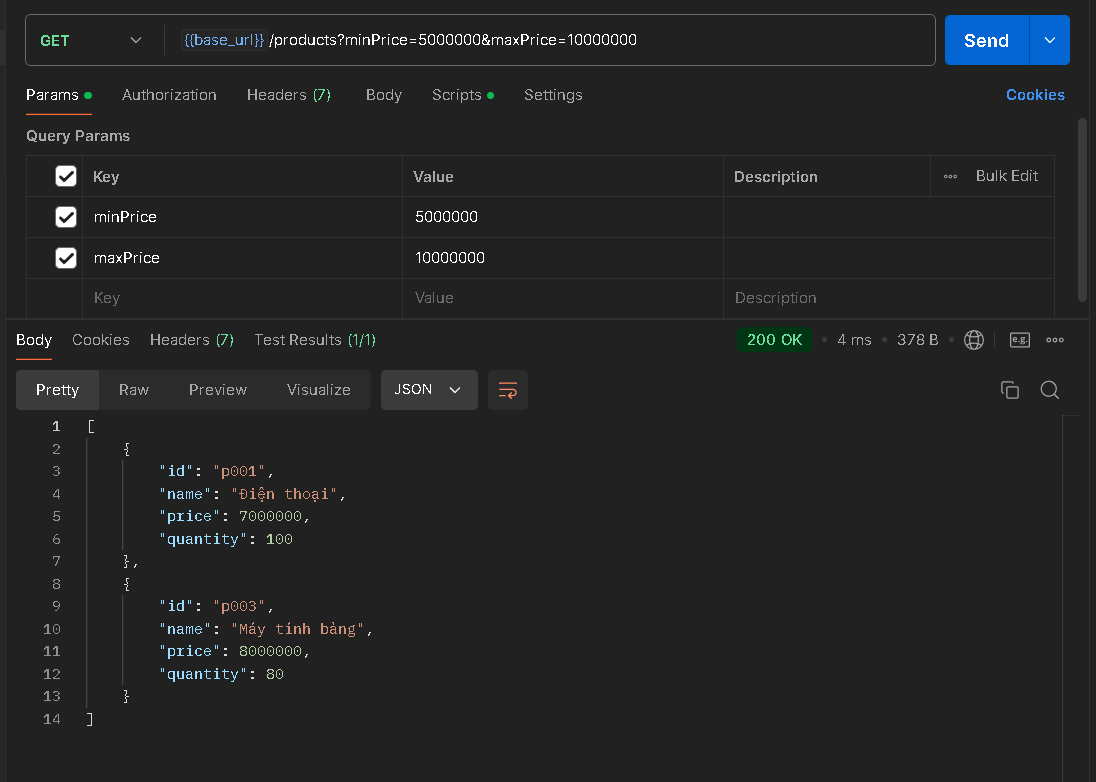 GET {{base_url}} /products?minPrice=5000000&maxPrice=10000000 Send
Params Authorization Headers (7) Body Scripts Settings Cookies
Query Params
Key Value Description Bulk Edit
minPrice 5000000
maxPrice 10000000
Key Value Description
Body Cookies Headers (7) Test Results (1/1) 200 OK 4 ms 378 B e.g.
Pretty Raw Preview Visualize JSON
1 [
2 {
3 "id": "p001",
4 "name": "Điện thoại",
5 "price": 7000000,
6 "quantity": 100
7 },
8 {
9 "id": "p003",
10 "name": "Máy tính bảng",
11 "price": 8000000,
12 "quantity": 80
13 }
14 ]